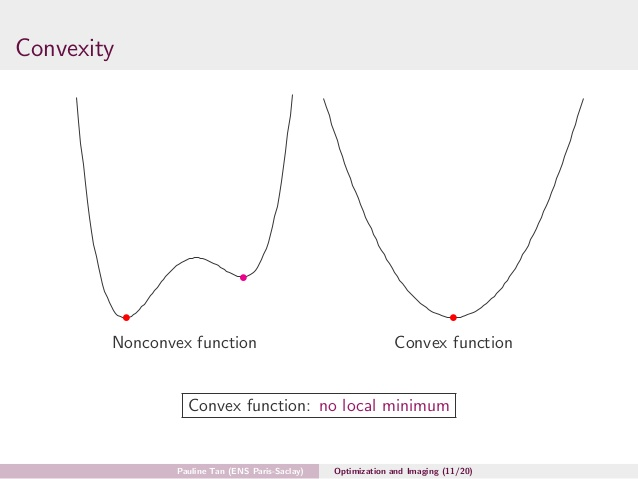 Convexity
Nonconvex function
Convex function
Convex function: no local minimum
Pauline Tan (ENS Paris-Saclay)
Optimization and Imaging (11/20)